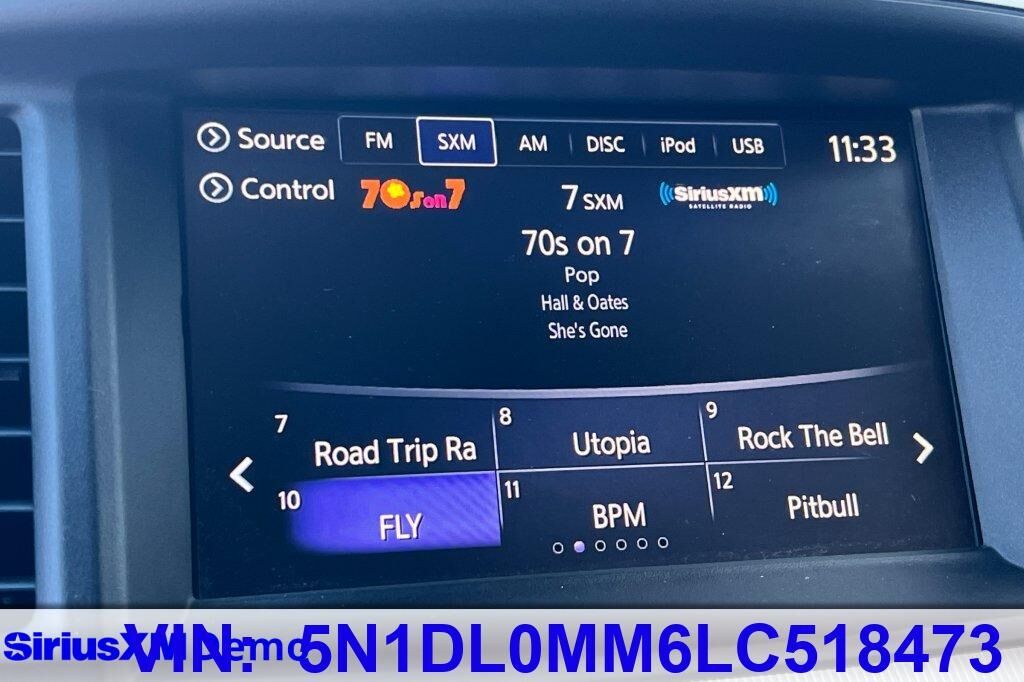 Source FM SXM AM DISC iPod USB 11:33
Control 70s on 7 7 SXM SiriusXM
SATELLITE RADIO
70s on 7
Pop
Hall & Oates
She's Gone
7 Road Trip Ra 8 Utopia 9 Rock The Bell
10 FLY 11 BPM 12 Pitbull
SiriusXM Demo
VIN: 5N1DL0MM6LC518473